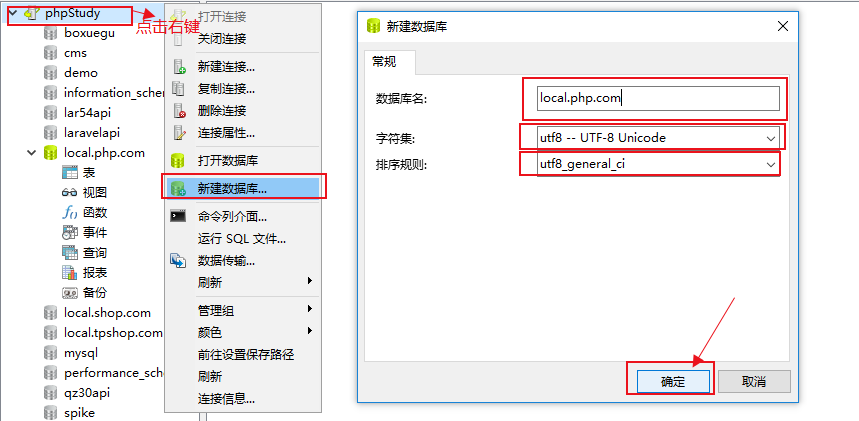 phpStudy
点击右键
boxuegu
cms
demo
information_schem
lar54api
laravelapi
local.php.com
表
视图
函数
事件
查询
报表
备份
local.shop.com
local.tpshop.com
mysql
performance_sch
qz30api
spike
打开连接
关闭连接
新建连接...
复制连接...
删除连接
连接属性...
打开数据库
新建数据库...
命令列介面...
运行 SQL 文件...
数据传输...
刷新
管理组
颜色
前往设置保存路径
刷新
连接信息...
新建数据库
常规
数据库名: local.php.com
字符集: utf8 -- UTF-8 Unicode
排序规则: utf8_general_ci
确定 取消